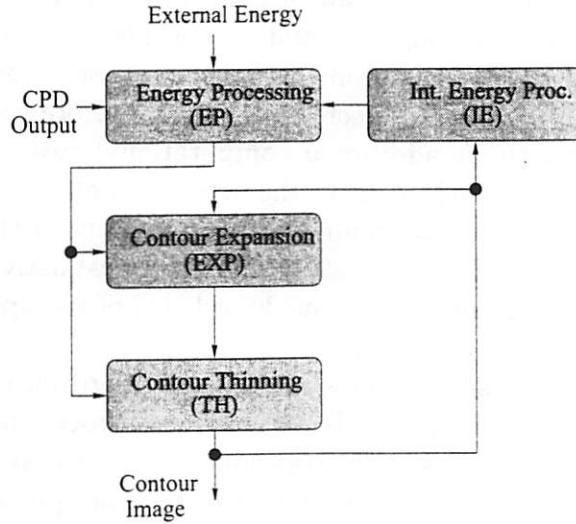 External Energy
CPD
Output
Energy Processing
(EP)
Int. Energy Proc.
(IE)
Contour Expansion
(EXP)
Contour Thinning
(TH)
Contour
Image